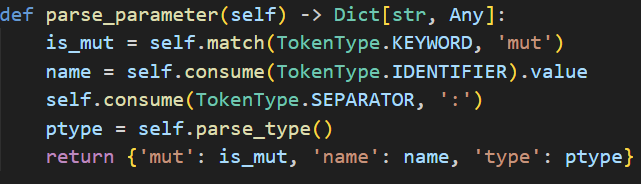 def parse_parameter(self) -> Dict[str, Any]:
    is_mut = self.match(TokenType.KEYWORD, 'mut')
    name = self.consume(TokenType.IDENTIFIER).value
    self.consume(TokenType.SEPARATOR, ':')
    ptype = self.parse_type()
    return {'mut': is_mut, 'name': name, 'type': ptype}